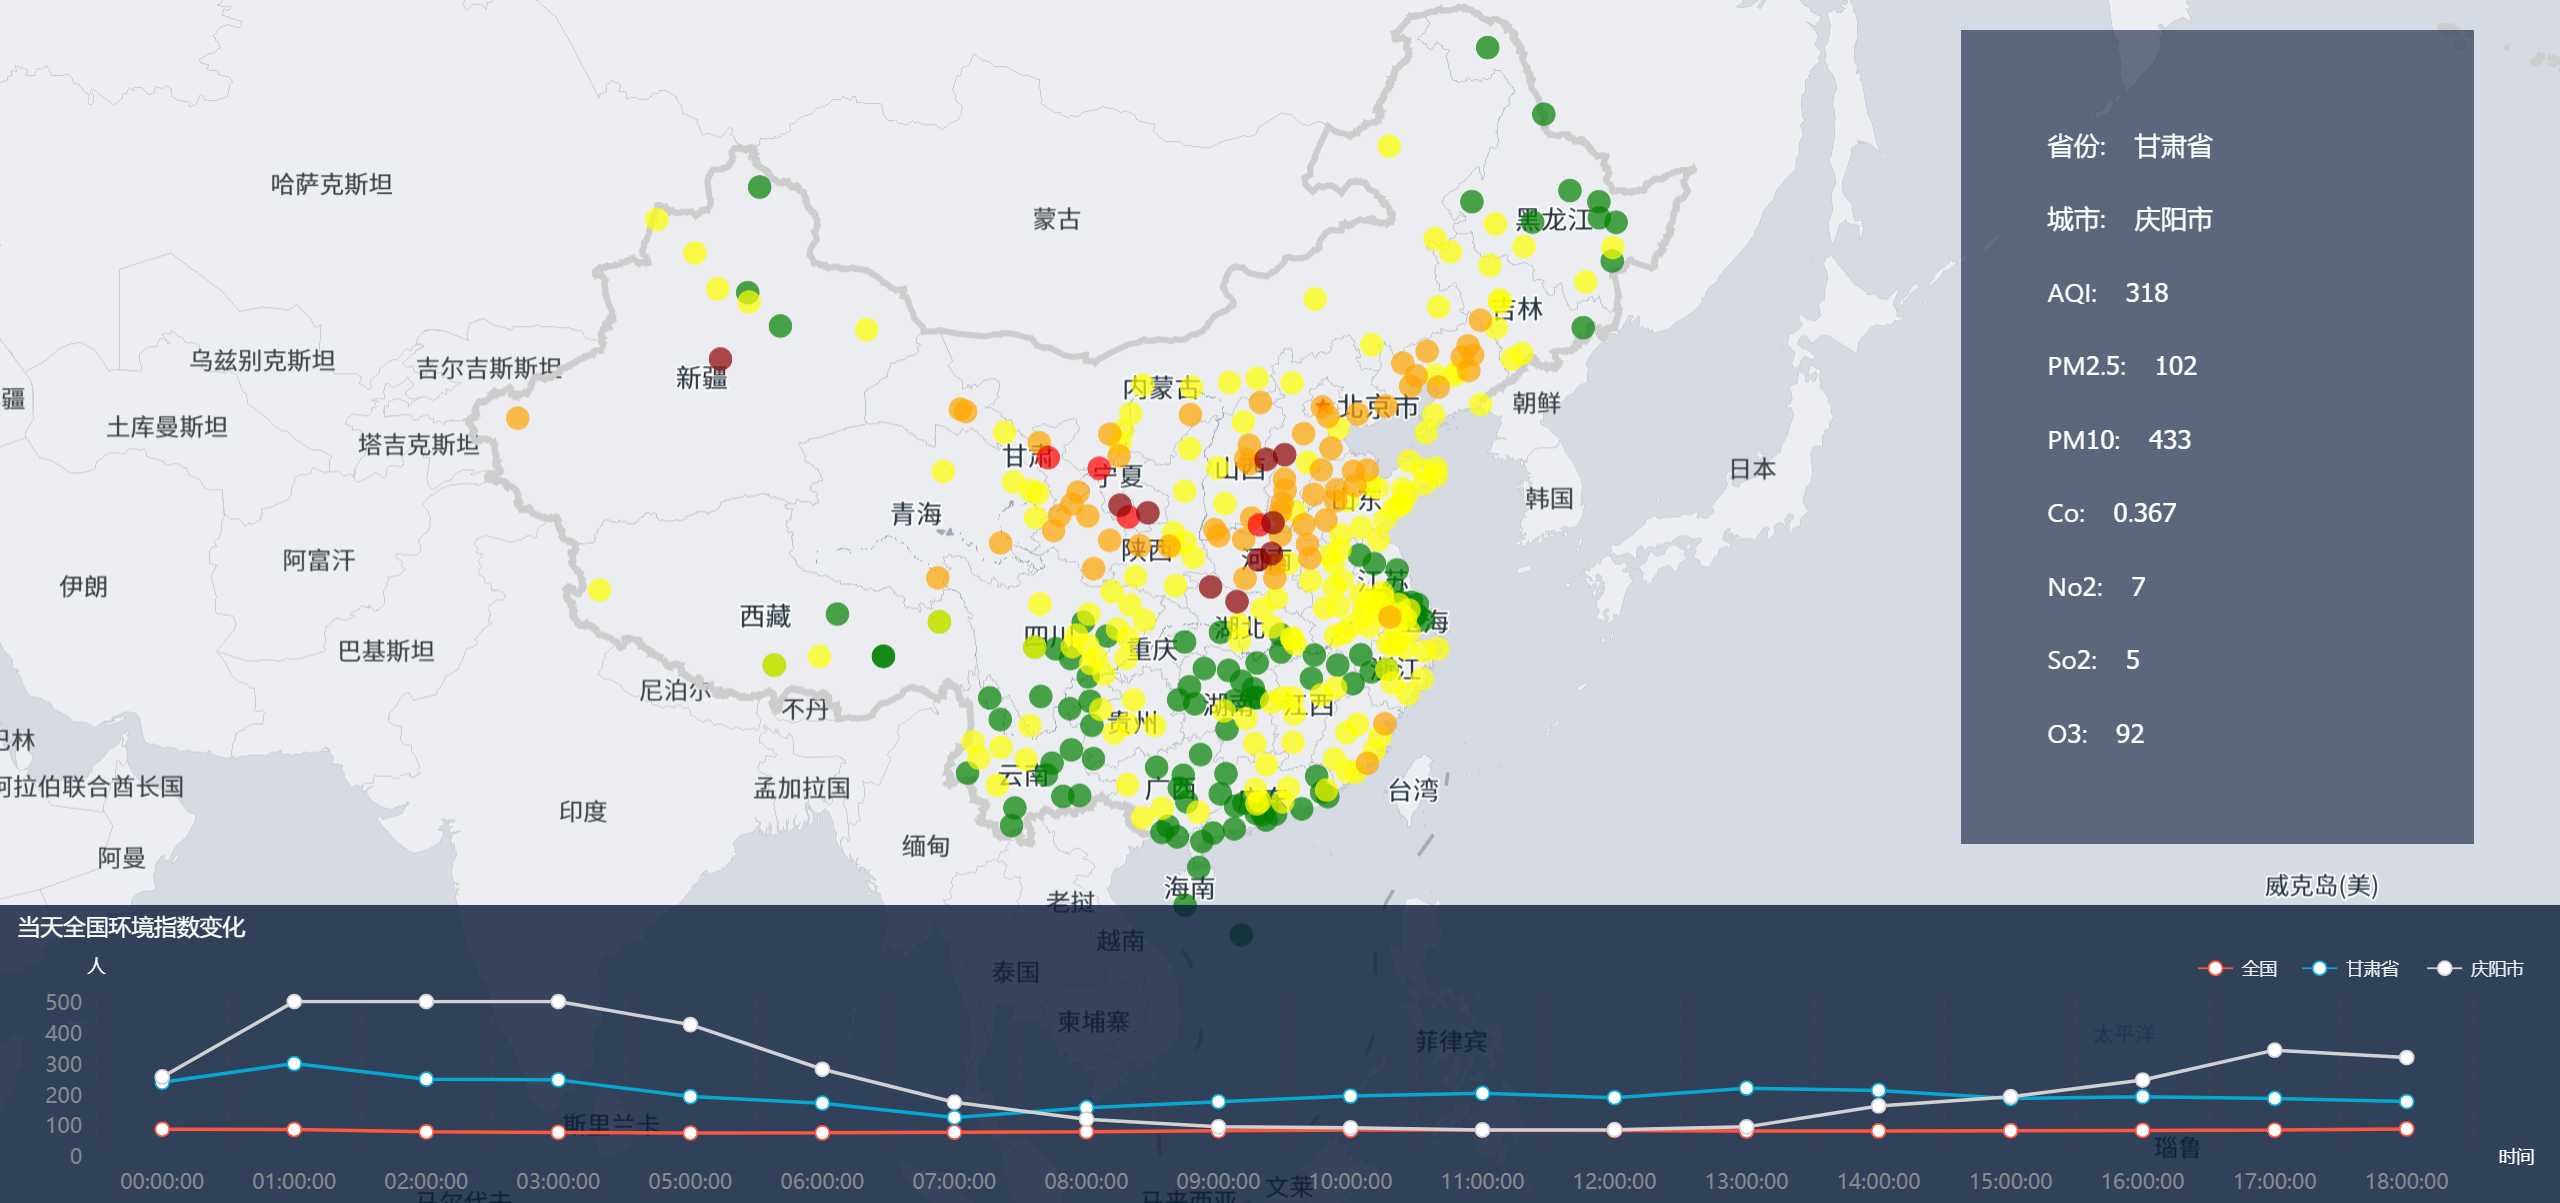 哈萨克斯坦
蒙古
黑龙江
吉林
乌兹别克斯坦
吉尔吉斯斯坦
新疆
内蒙古
疆
土库曼斯坦
塔吉克斯坦
北京市
朝鲜
甘肃
宁夏
山西
日本
青海
山东
韩国
阿富汗
陕西
河南
伊朗
江苏
西藏
巴基斯坦
四川
重庆
湖北
上海
尼泊尔
不丹
湖南
江西
浙江
贵州
巴林
阿拉伯联合酋长国
孟加拉国
云南
广西
广东
台湾
印度
缅甸
阿曼
海南
老挝
威克岛(美)
省份: 甘肃省
城市: 庆阳市
AQI: 318
PM2.5: 102
PM10: 433
Co: 0.367
No2: 7
So2: 5
O3: 92
当天全国环境指数变化
人
越南
泰国
全国 甘肃省 庆阳市
柬埔寨
菲律宾
太平洋
斯里兰卡
瑙鲁
500
400
300
200
100
0
时间
00:00:00 01:00:00 02:00:00 03:00:00 04:00:00 05:00:00 06:00:00 07:00:00 08:00:00 09:00:00 10:00:00 11:00:00 12:00:00 13:00:00 14:00:00 15:00:00 16:00:00 17:00:00 18:00:00
马尔代夫
马来西亚
文莱